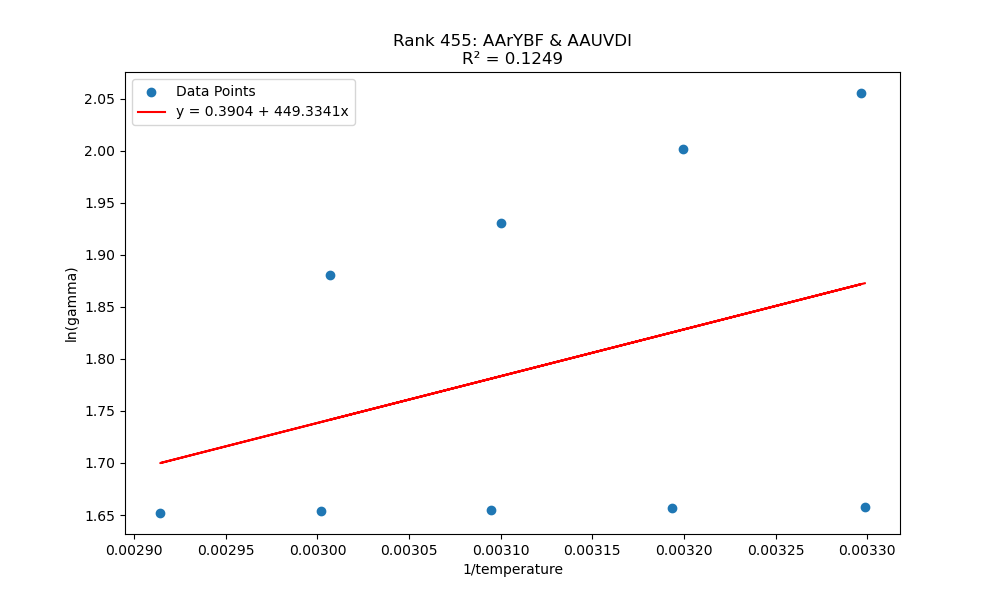 Rank 455: AArYBF & AAUVDI
R² = 0.1249
Data Points
y = 0.3904 + 449.3341x
2.05
2.00
1.95
1.90
1.85
1.80
1.75
1.70
1.65
ln(gamma)
0.00290 0.00295 0.00300 0.00305 0.00310 0.00315 0.00320 0.00325 0.00330
1/temperature